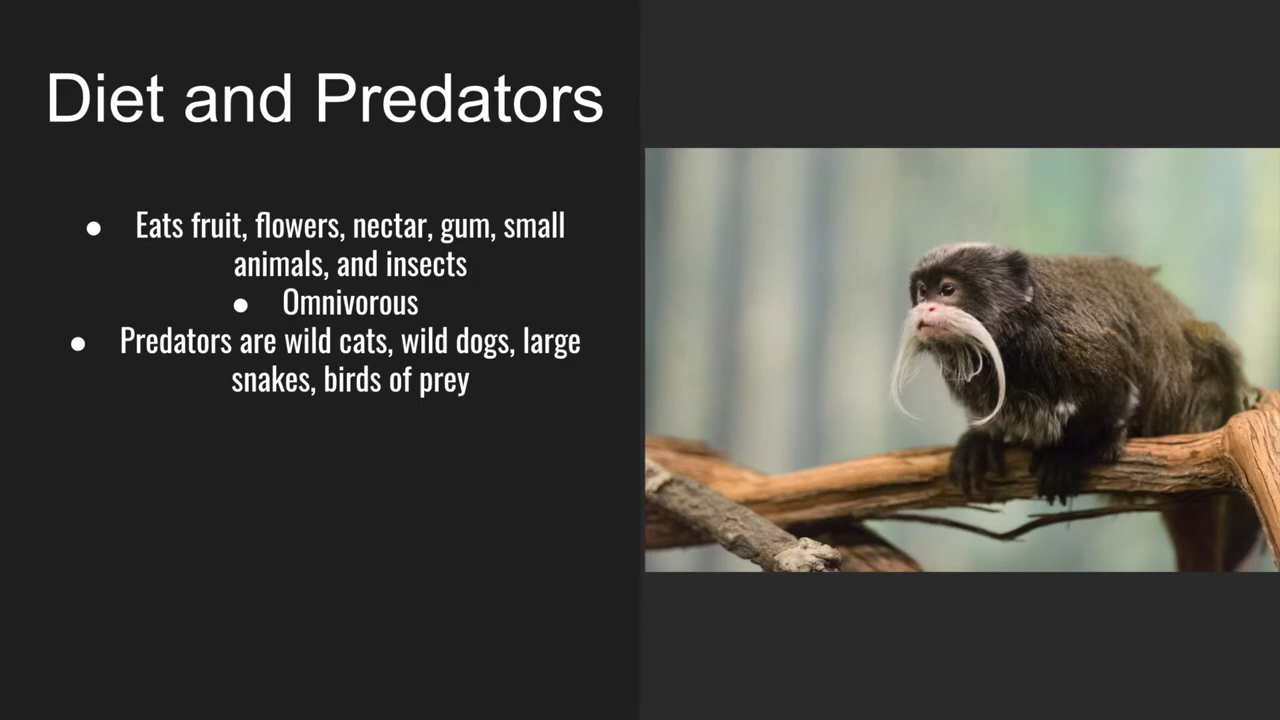 Diet and Predators
● Eats fruit, flowers, nectar, gum, small
animals, and insects
● Omnivorous
● Predators are wild cats, wild dogs, large
snakes, birds of prey